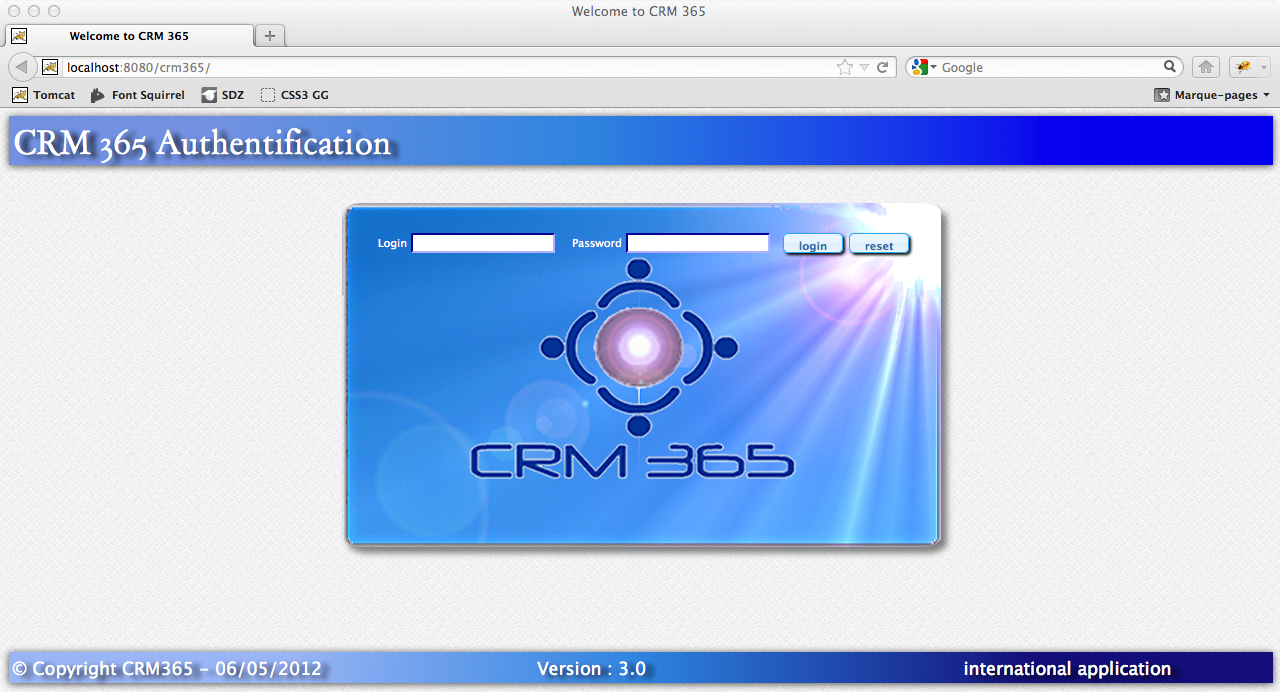 Welcome to CRM 365
Welcome to CRM 365
localhost:8080/crm365/
Google
Tomcat Font Squirrel SDZ CSS3 GG Marque-pages
CRM 365 Authentification
Login Password login reset
CRM 365
© Copyright CRM365 - 06/05/2012 Version : 3.0 international application